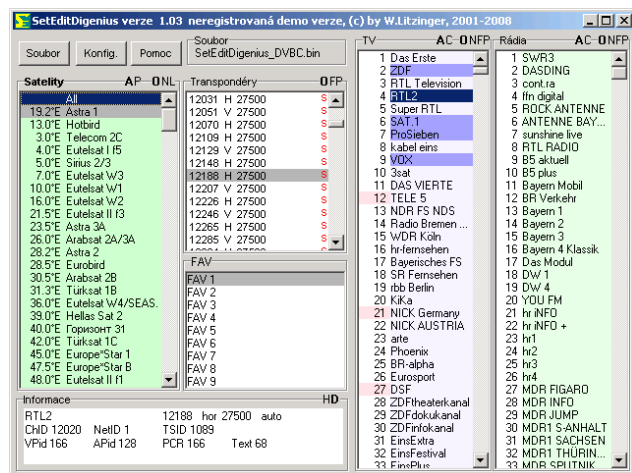 SetEditDigenius verze 1.03 neregistrovaná demo verze, (c) by W.Litzinger, 2001-2008
Soubor Konfig. Pomoc
Soubor
SetEditDigenius_DVBC.bin
Satelity AP ONL
All
19.2°E Astra 1
13.0°E Hotbird
3.0°E Telecom 2C
4.0°E Eutelsat I f5
5.0°E Sirius 2/3
7.0°E Eutelsat W3
10.0°E Eutelsat W1
16.0°E Eutelsat W2
21.5°E Eutelsat II f3
23.5°E Astra 3A
26.0°E Arabsat 2A/3A
28.2°E Astra 2
28.5°E Eurobird
30.5°E Arabsat 2B
31.3°E Türksat 1B
36.0°E Eutelsat W4/SEAS.
39.0°E Hellas Sat 2
40.0°E Горизонт 31
42.0°E Türksat 1C
45.0°E Europe*Star 1
47.5°E Europe*Star B
48.0°E Eutelsat II f1
Transpondéry OFP
12031 H 27500 S
12051 V 27500 S
12070 H 27500 S
12109 H 27500 S
12129 V 27500 S
12148 H 27500 S
12188 H 27500 S
12207 V 27500 S
12226 H 27500 S
12246 V 27500 S
12265 H 27500 S
12285 V 27500 S
FAV
FAV 1
FAV 2
FAV 3
FAV 4
FAV 5
FAV 6
FAV 7
FAV 8
FAV 9
TV AC ONFP
1 Das Erste
2 ZDF
3 RTL Television
4 RTL2
5 Super RTL
6 SAT.1
7 ProSieben
8 kabel eins
9 VOX
10 3sat
11 DAS VIERTE
12 TELE 5
13 NDR FS NDS
14 Radio Bremen ...
15 WDR Köln
16 hr-fernsehen
17 Bayerisches FS
18 SR Fernsehen
19 rbb Berlin
20 KiKa
21 NICK Germany
22 NICK AUSTRIA
23 arte
24 Phoenix
25 BR-alpha
26 Eurosport
27 DSF
28 ZDFtheaterkanal
29 ZDFdokukanal
30 ZDFinfokanal
31 EinsExtra
32 EinsFestival
33 EinsPlus
Rádia AC ONFP
1 SWR3
2 DASDING
3 cont.ra
4 ffn digital
5 ROCK ANTENNE
6 ANTENNE BAY...
7 sunshine live
8 RTL RADIO
9 B5 aktuell
10 B5 plus
11 Bayern Mobil
12 BR Verkehr
13 Bayern 1
14 Bayern 2
15 Bayern 3
16 Bayern 4 Klassik
17 Das Modul
18 DW 1
19 DW 4
20 YOU FM
21 hr iNFO
22 hr iNFO +
23 hr1
24 hr2
25 hr3
26 hr4
27 MDR FIGARO
28 MDR INFO
29 MDR JUMP
30 MDR1 S-ANHALT
31 MDR1 SACHSEN
32 MDR1 THÜRIN...
33 MDR SPUTNIK
Informace HD
RTL2 12188 hor 27500 auto
ChID 12020 NetID 1 TSID 1089
VPid 166 APid 128 PCR 166 Text 68